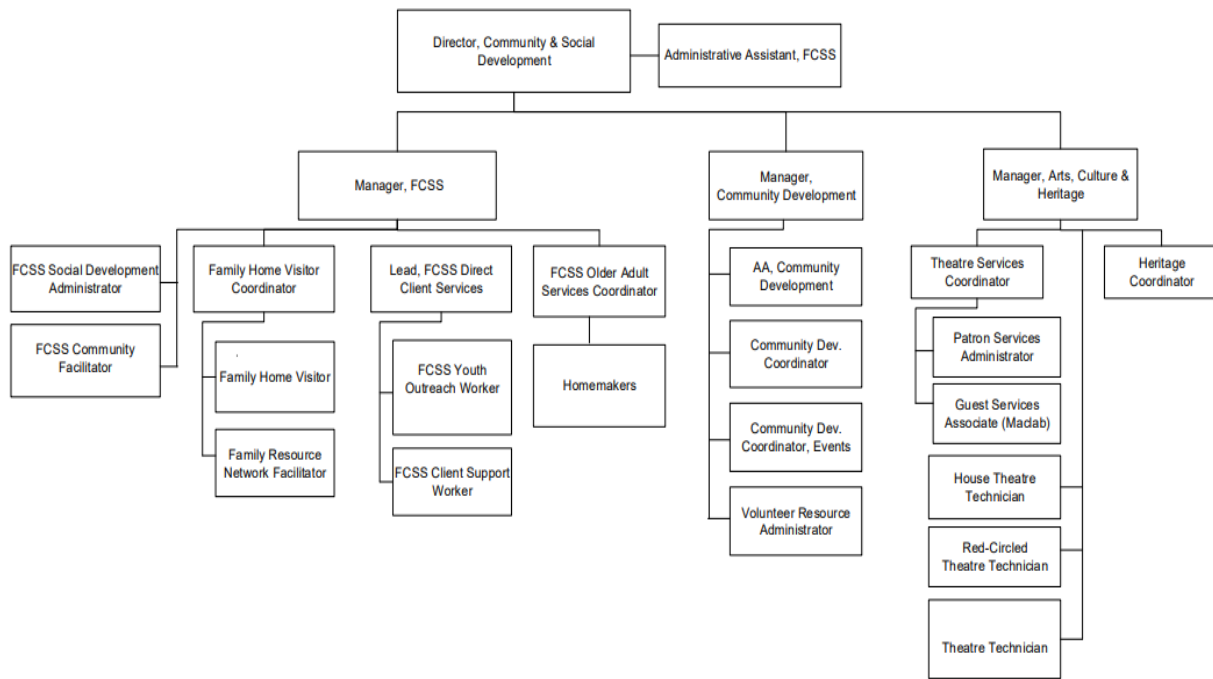 Director, Community & Social
Development
Administrative Assistant, FCSS
Manager, FCSS
Manager,
Community Development
Manager, Arts, Culture &
Heritage
FCSS Social Development
Administrator
Family Home Visitor
Coordinator
Lead, FCSS Direct
Client Services
FCSS Older Adult
Services Coordinator
AA, Community
Development
Theatre Services
Coordinator
Heritage
Coordinator
FCSS Community
Facilitator
Family Home Visitor
FCSS Youth
Outreach Worker
Homemakers
Community Dev.
Coordinator
Patron Services
Administrator
Guest Services
Associate (Maclab)
Family Resource
Network Facilitator
FCSS Client Support
Worker
Community Dev.
Coordinator, Events
House Theatre
Technician
Volunteer Resource
Administrator
Red-Circled
Theatre Technician
Theatre Technician